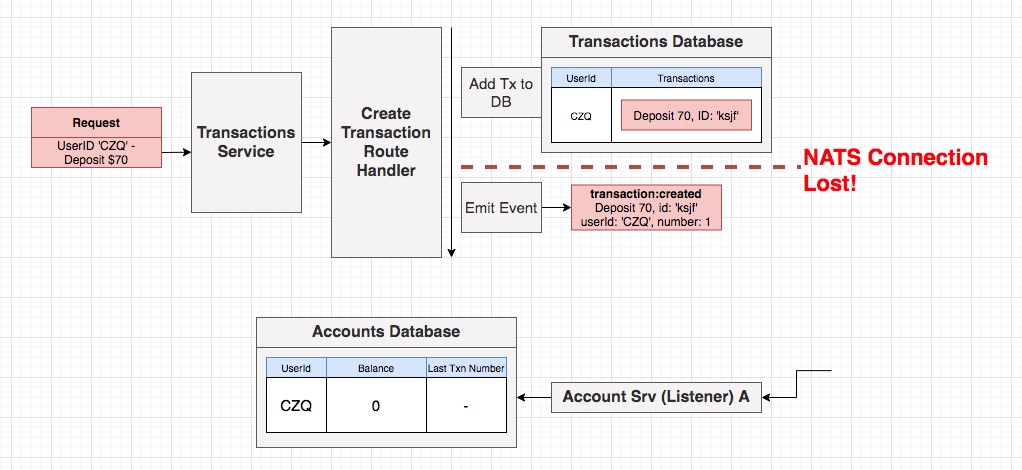 Request
UserID 'CZQ' -
Deposit $70
Transactions
Service
Create
Transaction
Route
Handler
Add Tx to
DB
Transactions Database
UserId Transactions
CZQ Deposit 70, ID: 'ksjf'
NATS Connection
Lost!
Emit Event
transaction:created
Deposit 70, id: 'ksjf'
userId: 'CZQ', number: 1
Accounts Database
UserId Balance Last Txn Number
CZQ 0 -
Account Srv (Listener) A